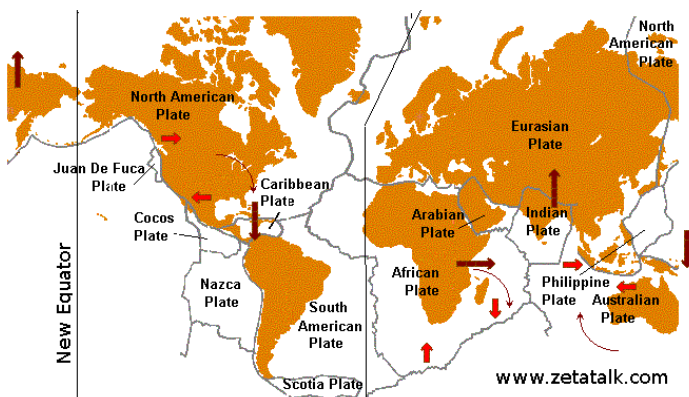 North
American
Plate
North American
Plate
Eurasian
Plate
Juan De Fuca
Plate
Caribbean
Plate
Cocos
Plate
Arabian
Plate
Indian
Plate
African
Plate
Nazca
Plate
Philippine
Plate
Australian
Plate
South
American
Plate
Scotia Plate
New Equator
www.zetatalk.com